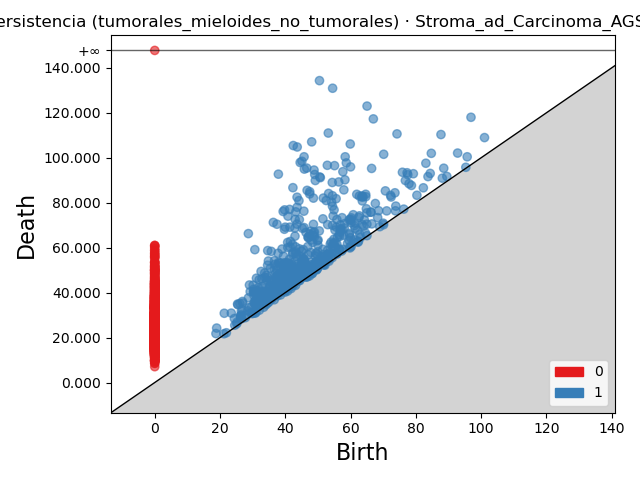 ersistencia (tumorales_mieloides_no_tumorales) · Stroma_ad_Carcinoma_AGS
+∞
140.000
120.000
100.000
80.000
60.000
40.000
20.000
0.000
Death
0
1
0 20 40 60 80 100 120 140
Birth